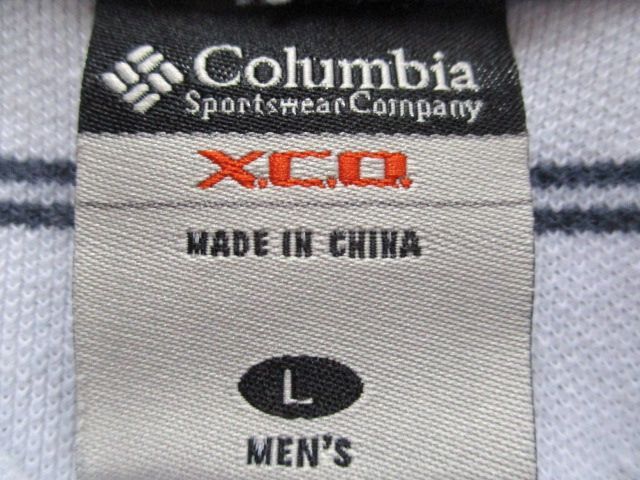 Columbia
Sportswear Company
X.C.O.
MADE IN CHINA
L
MEN'S